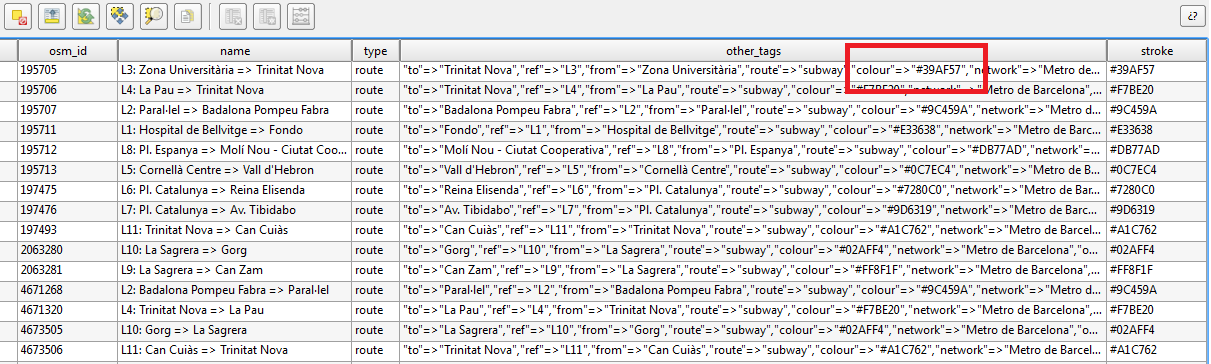 ¿?
osm_id name type other_tags stroke
195705 L3: Zona Universitària => Trinitat Nova route "to"=>"Trinitat Nova","ref"=>"L3","from"=>"Zona Universitària","route"=>"subway","colour"=>"#39AF57","network"=>"Metro de... #39AF57
195706 L4: La Pau => Trinitat Nova route "to"=>"Trinitat Nova","ref"=>"L4","from"=>"La Pau","route"=>"subway","colour"=>"#F7BE20","network"=>"Metro de Barcelona",... #F7BE20
195707 L2: Paral·lel => Badalona Pompeu Fabra route "to"=>"Badalona Pompeu Fabra","ref"=>"L2","from"=>"Paral·lel","route"=>"subway","colour"=>"#9C459A","network"=>"Metro d... #9C459A
195711 L1: Hospital de Bellvitge => Fondo route "to"=>"Fondo","ref"=>"L1","from"=>"Hospital de Bellvitge","route"=>"subway","colour"=>"#E33638","network"=>"Metro de Barc... #E33638
195712 L8: Pl. Espanya => Molí Nou - Ciutat Coo... route "to"=>"Molí Nou - Ciutat Cooperativa","ref"=>"L8","from"=>"Pl. Espanya","route"=>"subway","colour"=>"#DB77AD","network"=... #DB77AD
195713 L5: Cornellà Centre => Vall d'Hebron route "to"=>"Vall d'Hebron","ref"=>"L5","from"=>"Cornellà Centre","route"=>"subway","colour"=>"#0C7EC4","network"=>"Metro de B... #0C7EC4
197475 L6: Pl. Catalunya => Reina Elisenda route "to"=>"Reina Elisenda","ref"=>"L6","from"=>"Pl. Catalunya","route"=>"subway","colour"=>"#7280C0","network"=>"Metro de Bar... #7280C0
197476 L7: Pl. Catalunya => Av. Tibidabo route "to"=>"Av. Tibidabo","ref"=>"L7","from"=>"Pl. Catalunya","route"=>"subway","colour"=>"#9D6319","network"=>"Metro de Barc... #9D6319
197493 L11: Trinitat Nova => Can Cuiàs route "to"=>"Can Cuiàs","ref"=>"L11","from"=>"Trinitat Nova","route"=>"subway","colour"=>"#A1C762","network"=>"Metro de Barcelo... #A1C762
2063280 L10: La Sagrera => Gorg route "to"=>"Gorg","ref"=>"L10","from"=>"La Sagrera","route"=>"subway","colour"=>"#02AFF4","network"=>"Metro de Barcelona","o... #02AFF4
2063281 L9: La Sagrera => Can Zam route "to"=>"Can Zam","ref"=>"L9","from"=>"La Sagrera","route"=>"subway","colour"=>"#FF8F1F","network"=>"Metro de Barcelona",... #FF8F1F
4671268 L2: Badalona Pompeu Fabra => Paral·lel route "to"=>"Paral·lel","ref"=>"L2","from"=>"Badalona Pompeu Fabra","route"=>"subway","colour"=>"#9C459A","network"=>"Metro d... #9C459A
4671320 L4: Trinitat Nova => La Pau route "to"=>"La Pau","ref"=>"L4","from"=>"Trinitat Nova","route"=>"subway","colour"=>"#F7BE20","network"=>"Metro de Barcelona",... #F7BE20
4673505 L10: Gorg => La Sagrera route "to"=>"La Sagrera","ref"=>"L10","from"=>"Gorg","route"=>"subway","colour"=>"#02AFF4","network"=>"Metro de Barcelona","o... #02AFF4
4673506 L11: Can Cuiàs => Trinitat Nova route "to"=>"Trinitat Nova","ref"=>"L11","from"=>"Can Cuiàs","route"=>"subway","colour"=>"#A1C762","network"=>"Metro de Barcelo... #A1C762